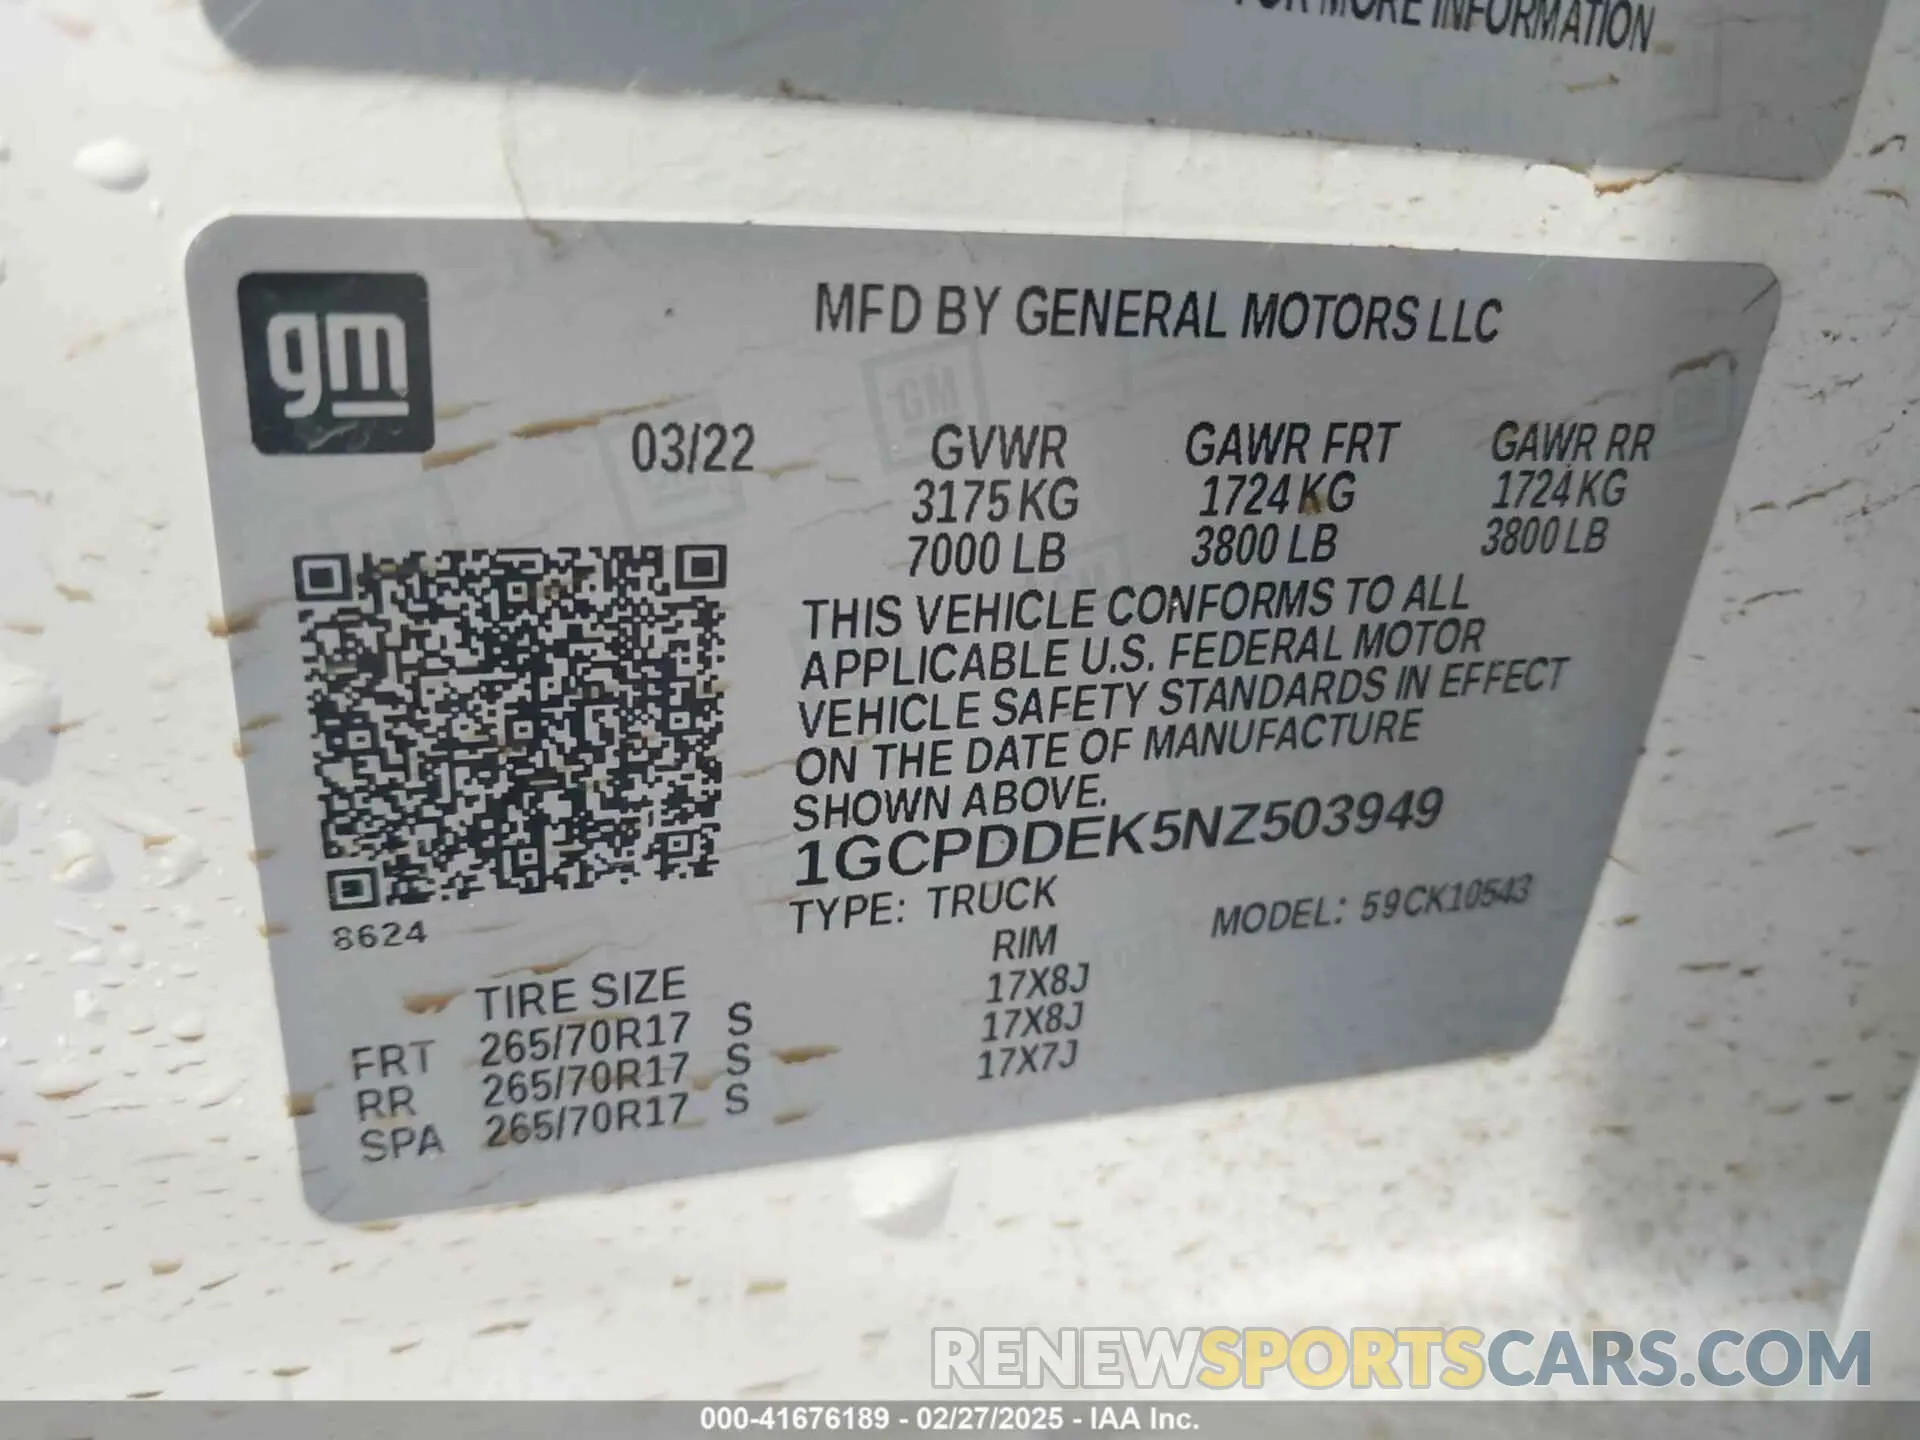 FOR MORE INFORMATION
gm
MFD BY GENERAL MOTORS LLC
03/22 GVWR GAWR FRT GAWR RR
3175 KG 1724 KG 1724 KG
7000 LB 3800 LB 3800 LB
THIS VEHICLE CONFORMS TO ALL
APPLICABLE U.S. FEDERAL MOTOR
VEHICLE SAFETY STANDARDS IN EFFECT
ON THE DATE OF MANUFACTURE
SHOWN ABOVE.
1GCPDDEK5NZ503949
TYPE: TRUCK MODEL: 59CK10543
8624
TIRE SIZE RIM
FRT 265/70R17 S 17X8J
RR 265/70R17 S 17X8J
SPA 265/70R17 S 17X7J
RENEWSPORTSCARS.COM
000-41676189 - 02/27/2025 - IAA Inc.